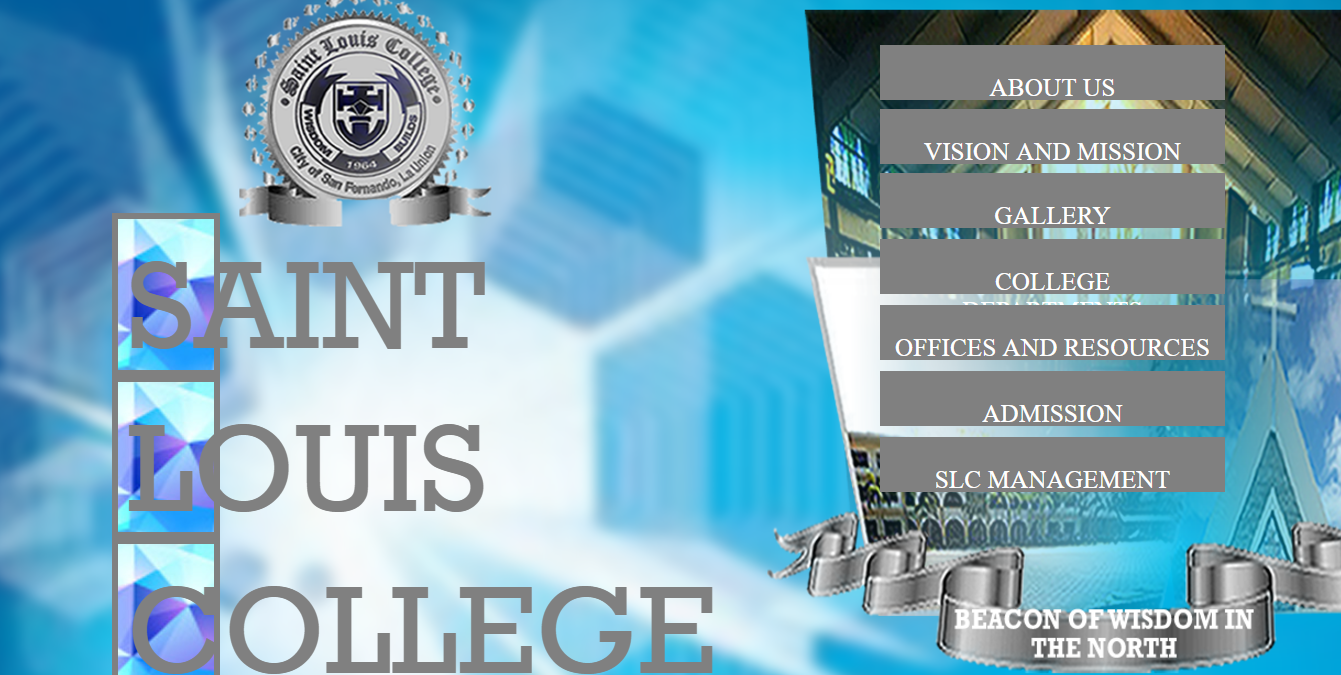 Saint Louis College
WISDOM
BUILDS
1964
City of San Fernando, La Union
SAINT
LOUIS
COLLEGE
ABOUT US
VISION AND MISSION
GALLERY
COLLEGE
DEPARTMENTS
OFFICES AND RESOURCES
ADMISSION
SLC MANAGEMENT
BEACON OF WISDOM IN
THE NORTH